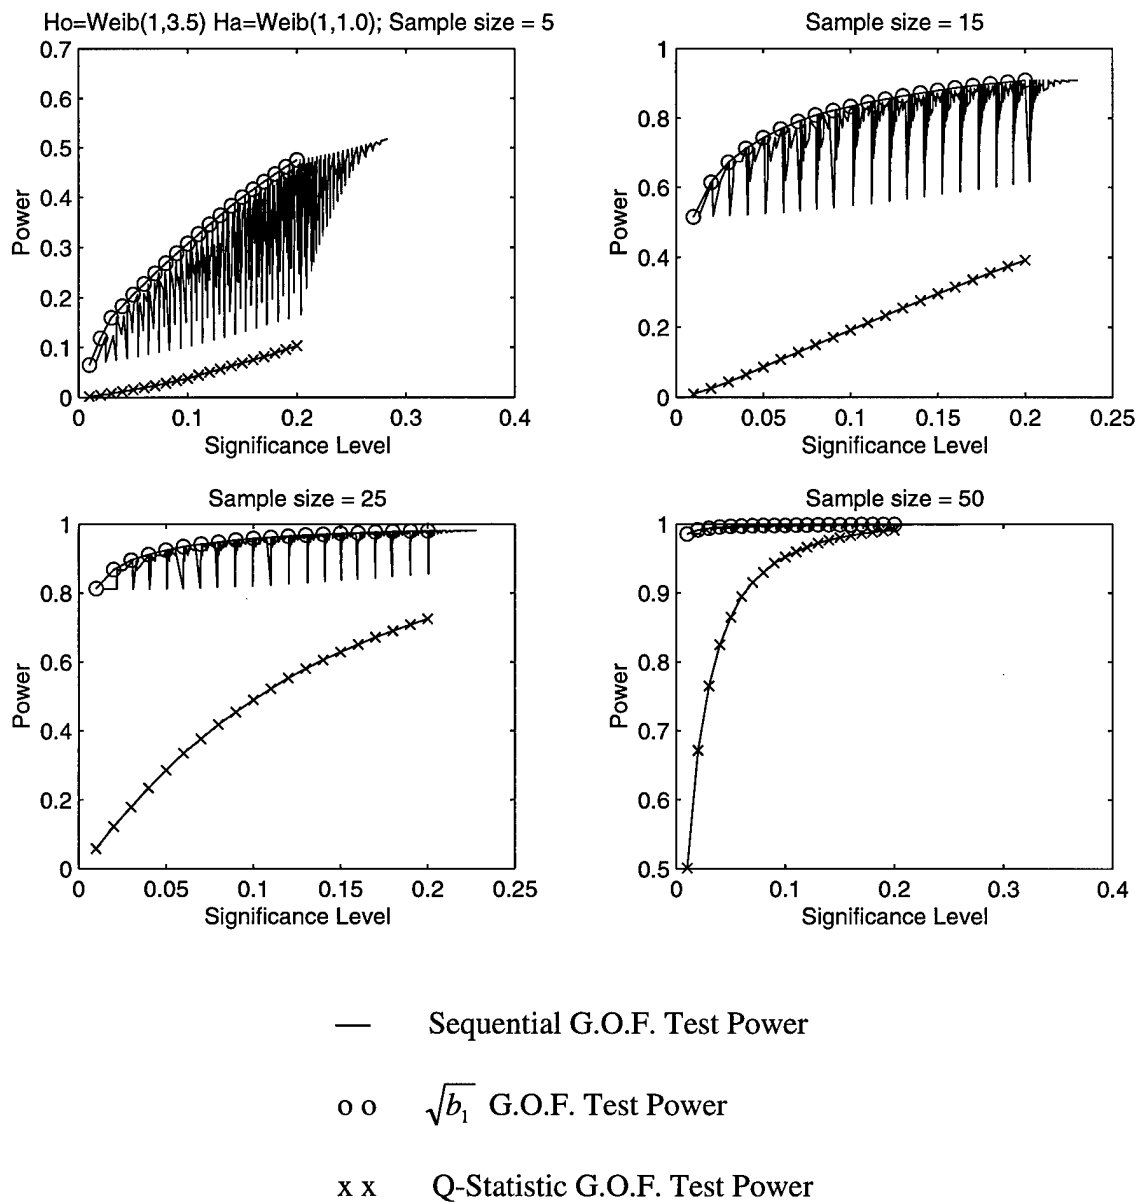 Ho=Weib(1,3.5) Ha=Weib(1,1.0); Sample size = 5
0.7
0.6
0.5
0.4
0.3
0.2
0.1
0
Power
0 0.1 0.2 0.3 0.4
Significance Level
Sample size = 15
1
0.8
0.6
0.4
0.2
0
Power
0 0.05 0.1 0.15 0.2 0.25
Significance Level
Sample size = 25
1
0.8
0.6
0.4
0.2
0
Power
0 0.05 0.1 0.15 0.2 0.25
Significance Level
Sample size = 50
1
0.9
0.8
0.7
0.6
0.5
Power
0 0.1 0.2 0.3 0.4
Significance Level
— Sequential G.O.F. Test Power
o o √b₁ G.O.F. Test Power
x x Q-Statistic G.O.F. Test Power